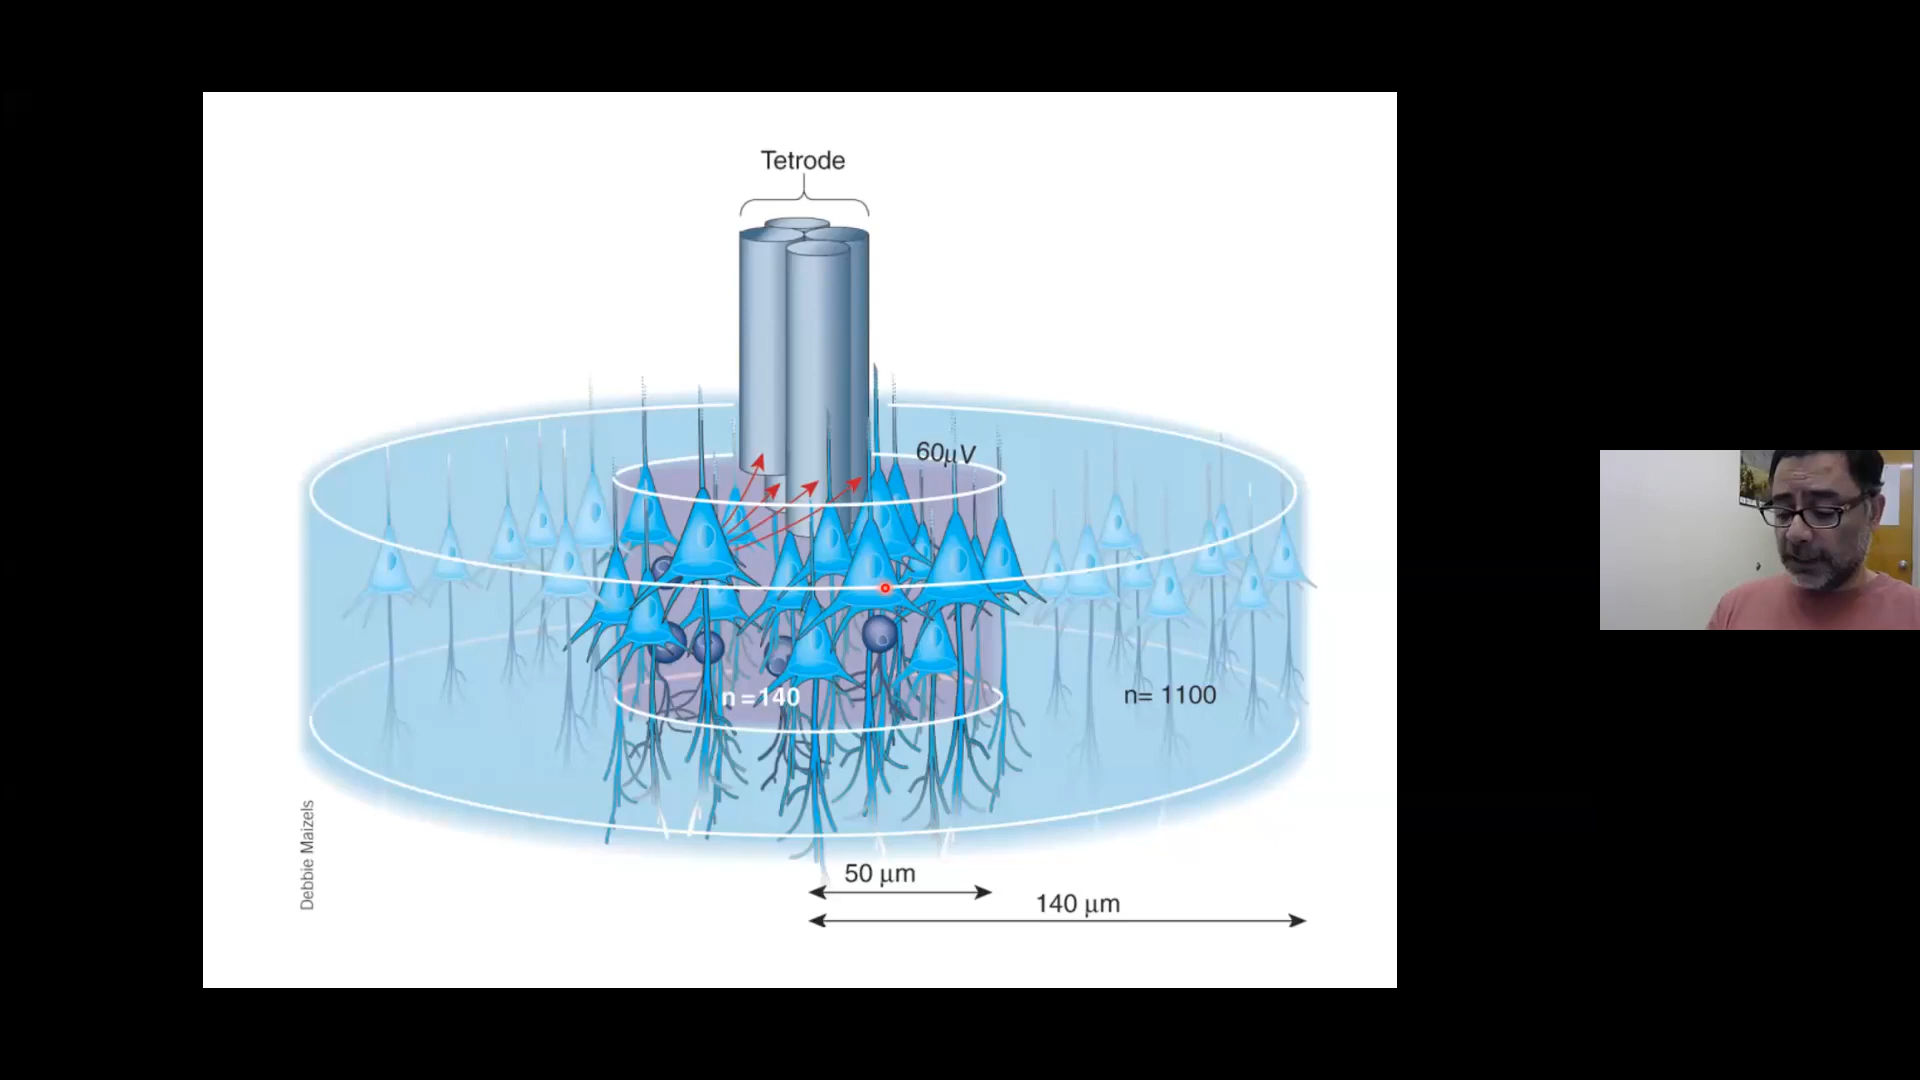 Tetrode
60μV
n =140
n= 1100
50 μm
140 μm
Debbie Maizels